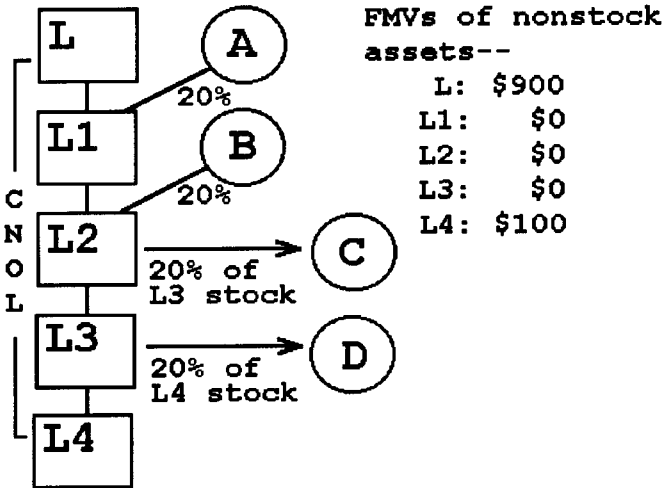 L
A
20%
L1
B
20%
C
N
O
L
L2
20% of
L3 stock
C
L3
20% of
L4 stock
D
L4
FMVs of nonstock
assets--
L: $900
L1: $0
L2: $0
L3: $0
L4: $100